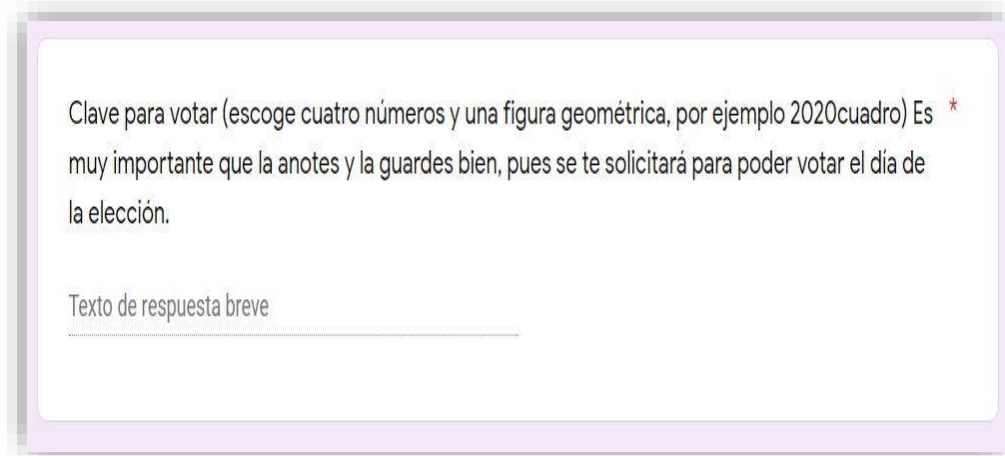 Clave para votar (escoge cuatro números y una figura geométrica, por ejemplo 2020cuadro) Es *
muy importante que la anotes y la guardes bien, pues se te solicitará para poder votar el día de
la elección.
Texto de respuesta breve